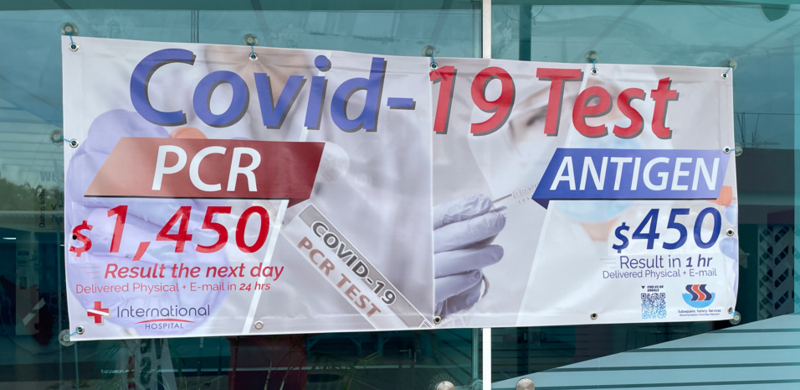 Covid-19 Test
PCR
$1,450
Result the next day
Delivered Physical + E-mail in 24 hrs
International
HOSPITAL
COVID-19
PCR TEST
ANTIGEN
$450
Result in 1 hr
Delivered Physical + E-mail